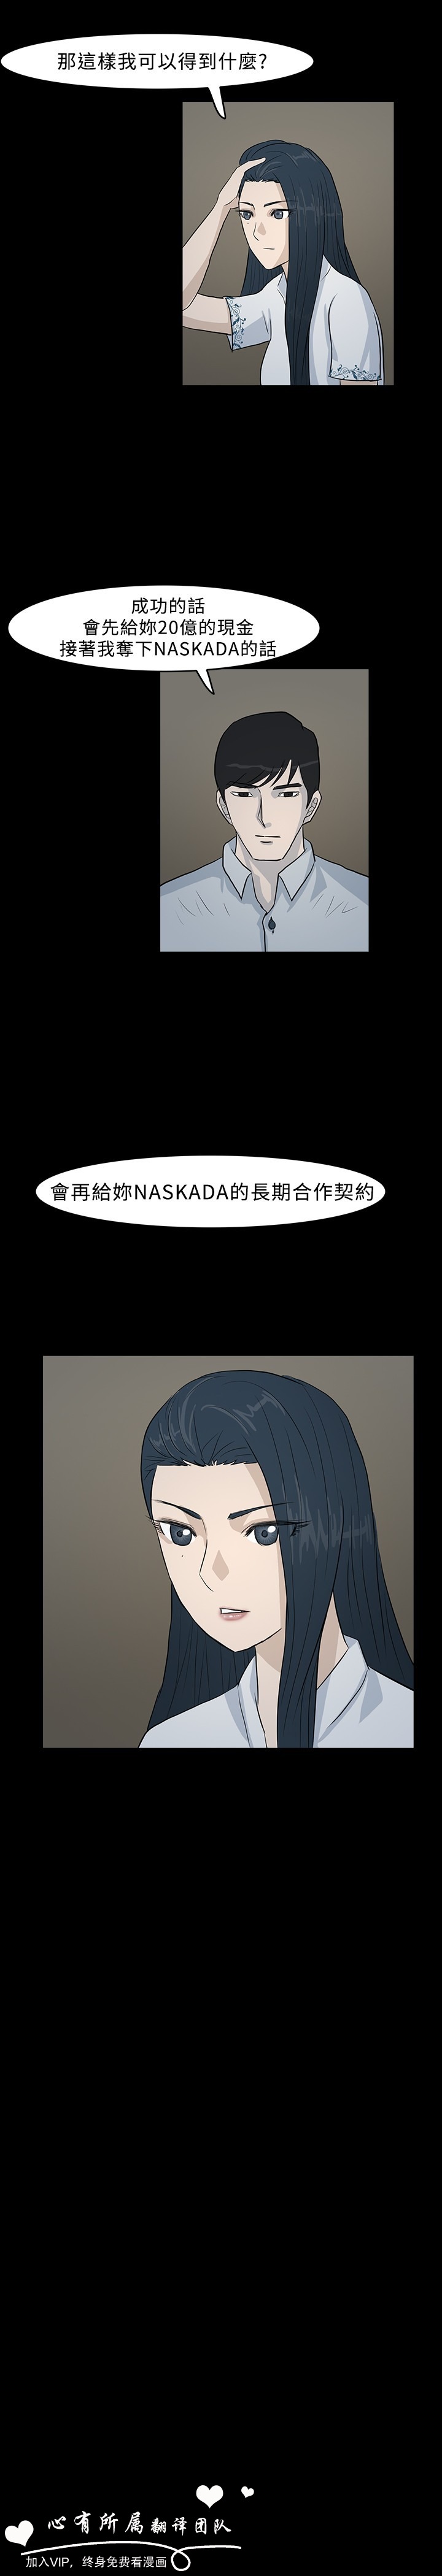 那這樣我可以得到什麼?
成功的話
會先給妳20億的現金
接著我奪下NASKADA的話
會再給妳NASKADA的長期合作契約
心有所属翻译团队
加入VIP，终身免费看漫画